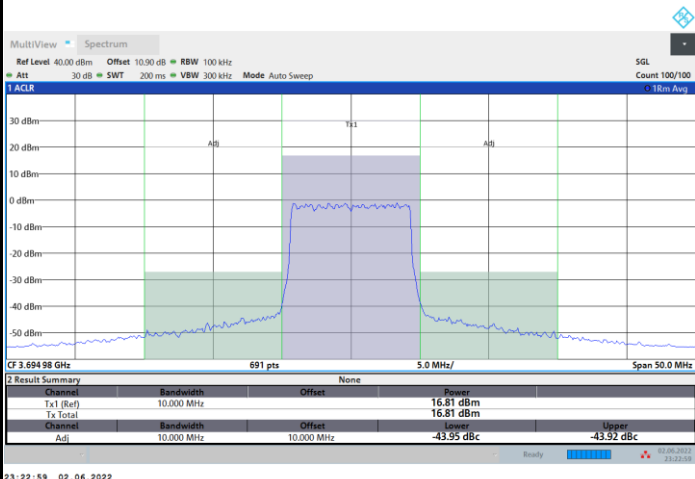 MultiView Spectrum
Ref Level 40.00 dBm Offset 10.90 dB RBW 100 kHz SGL
Att 30 dB SWT 200 ms VBW 300 kHz Mode Auto Sweep Count 100/100
1 ACLR 1Rm Avg
30 dBm
Tx1
20 dBm
Adj Adj
10 dBm
0 dBm
-10 dBm
-20 dBm
-30 dBm
-40 dBm
-50 dBm
CF 3.694 98 GHz 691 pts 5.0 MHz/ Span 50.0 MHz
2 Result Summary None
Channel Bandwidth Offset Power
Tx1 (Ref) 10.000 MHz 16.81 dBm
Tx Total 16.81 dBm
Channel Bandwidth Offset Lower Upper
Adj 10.000 MHz 10.000 MHz -43.95 dBc -43.92 dBc
Ready 02.06.2022
23:22:58
23:22:59 02.06.2022